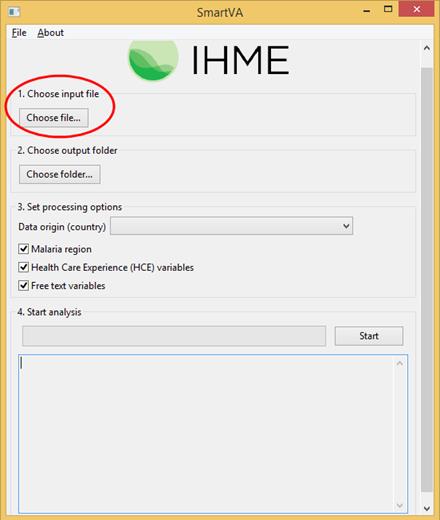 SmartVA
File About
IHME
1. Choose input file
Choose file...
2. Choose output folder
Choose folder...
3. Set processing options
Data origin (country)
Malaria region
Health Care Experience (HCE) variables
Free text variables
4. Start analysis
Start